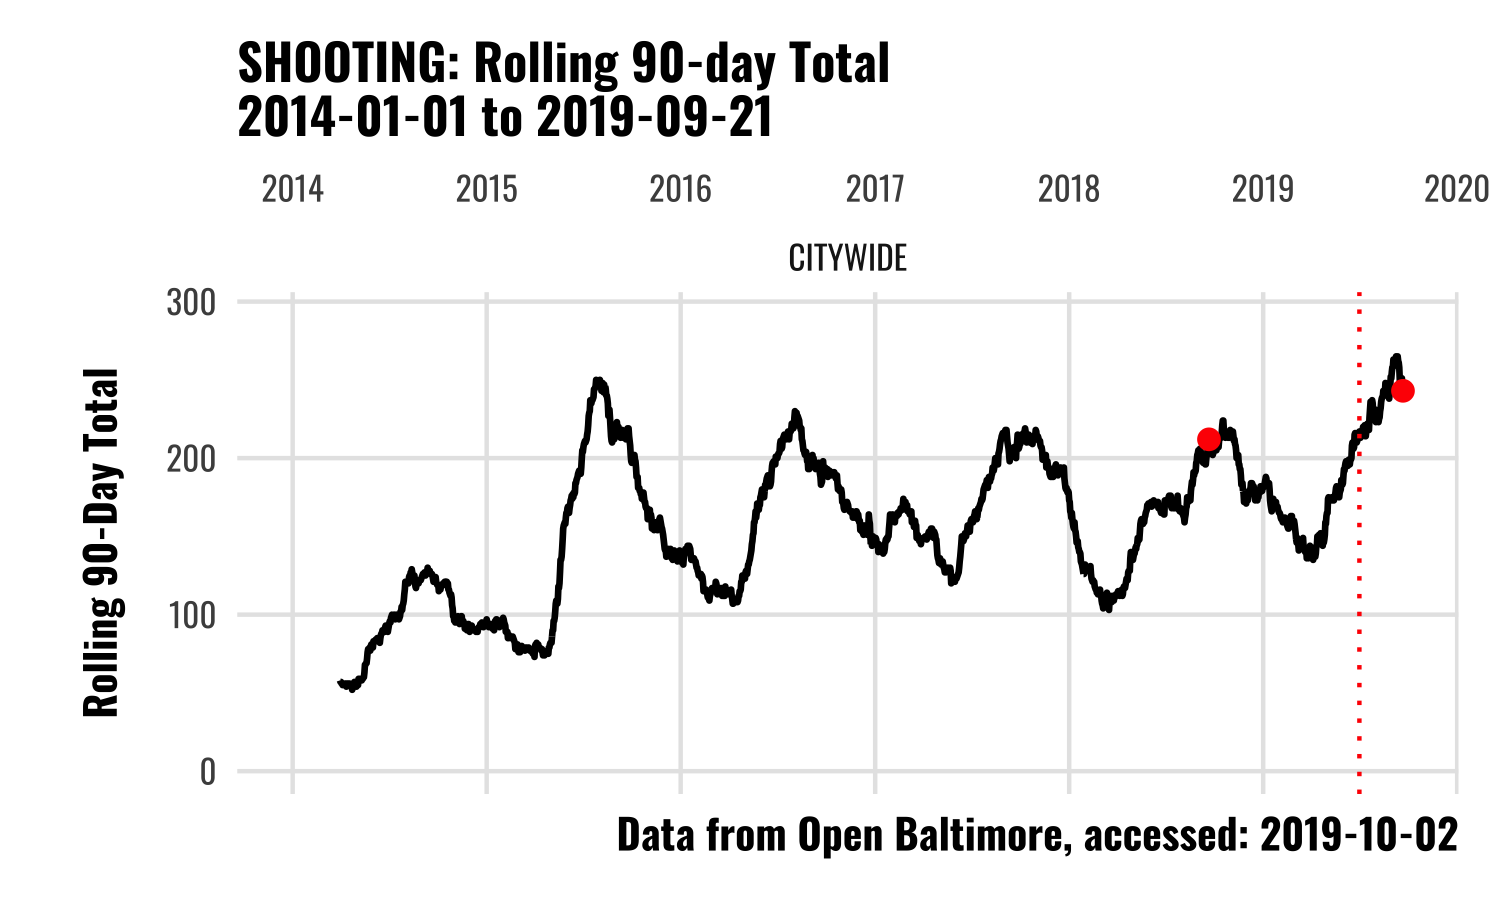 SHOOTING: Rolling 90-day Total
2014-01-01 to 2019-09-21
2014 2015 2016 2017 2018 2019 2020
CITYWIDE
300
200
100
0
Rolling 90-Day Total
Data from Open Baltimore, accessed: 2019-10-02